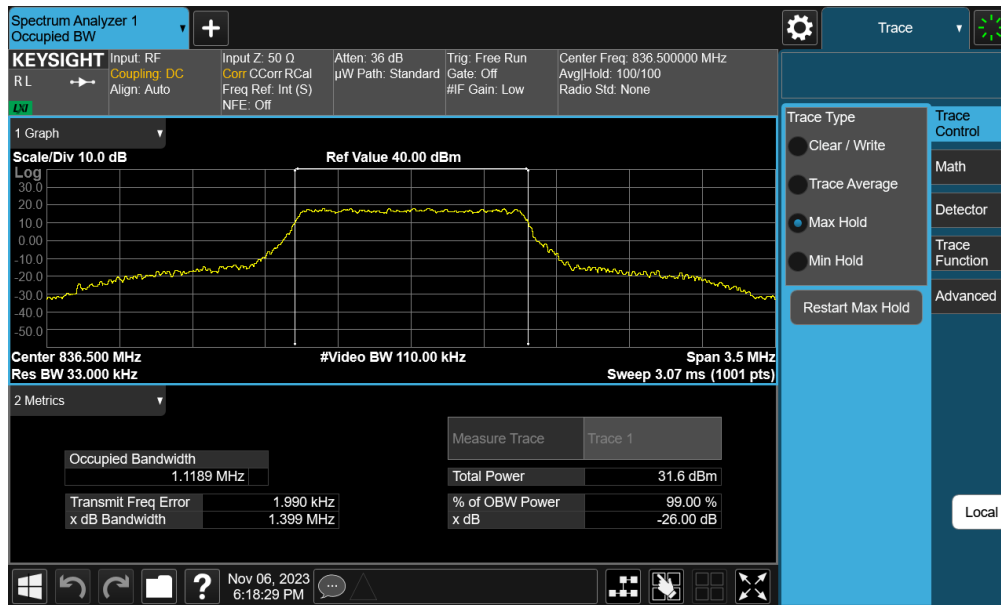 Spectrum Analyzer 1
Occupied BW
+
Trace
KEYSIGHT
R L
LXI
Input: RF
Coupling: DC
Align: Auto
Input Z: 50 Ω
Corr CCorr RCal
Freq Ref: Int (S)
NFE: Off
Atten: 36 dB
µW Path: Standard
Trig: Free Run
Gate: Off
#IF Gain: Low
Center Freq: 836.500000 MHz
Avg|Hold: 100/100
Radio Std: None
1 Graph
Scale/Div 10.0 dB
Ref Value 40.00 dBm
Log
30.0
20.0
10.0
0.00
-10.0
-20.0
-30.0
-40.0
-50.0
Center 836.500 MHz
#Video BW 110.00 kHz
Span 3.5 MHz
Res BW 33.000 kHz
Sweep 3.07 ms (1001 pts)
2 Metrics
Measure Trace
Trace 1
Occupied Bandwidth
1.1189 MHz
Total Power
31.6 dBm
Transmit Freq Error
1.990 kHz
% of OBW Power
99.00 %
x dB Bandwidth
1.399 MHz
x dB
-26.00 dB
Trace Type
Clear / Write
Trace Average
Max Hold
Min Hold
Restart Max Hold
Trace
Control
Math
Detector
Trace
Function
Advanced
Local
?
Nov 06, 2023
6:18:29 PM